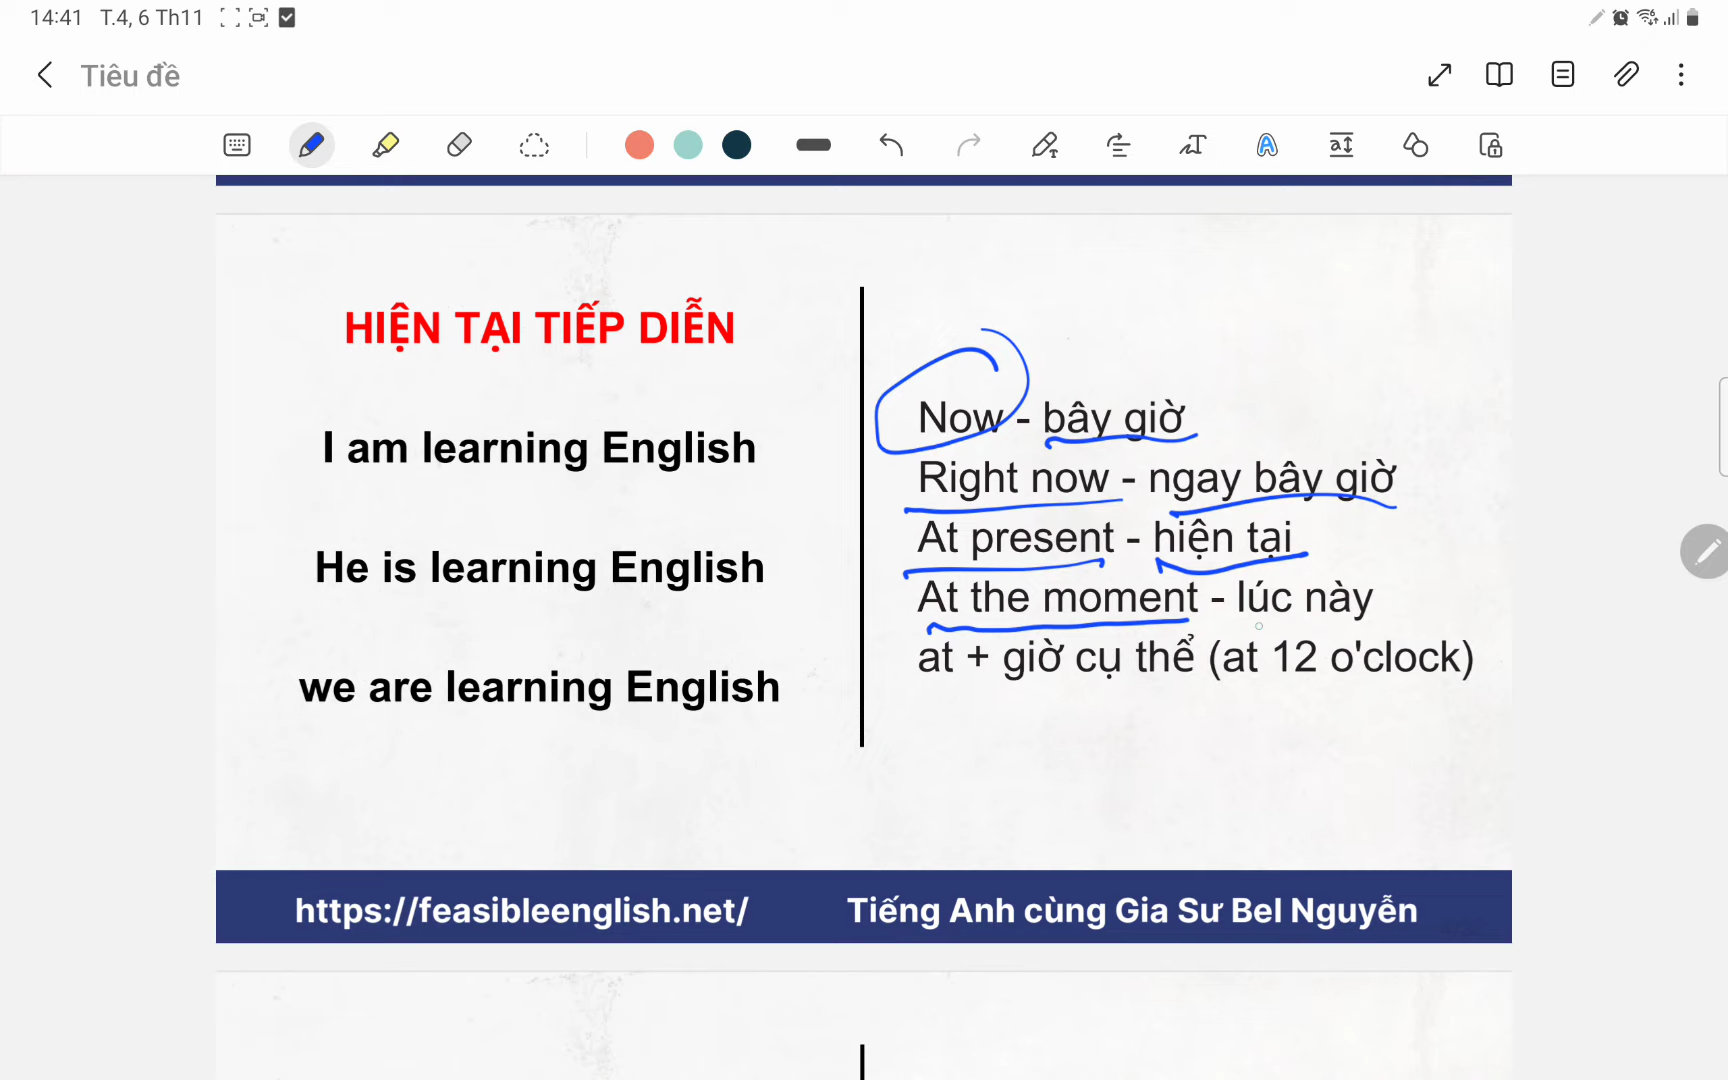 14:41 T.4, 6 Th11
Tiêu đề
HIỆN TẠI TIẾP DIỄN
I am learning English
He is learning English
we are learning English
Now - bây giờ
Right now - ngay bây giờ
At present - hiện tại
At the moment - lúc này
at + giờ cụ thể (at 12 o'clock)
https://feasibleenglish.net/ Tiếng Anh cùng Gia Sư Bel Nguyễn